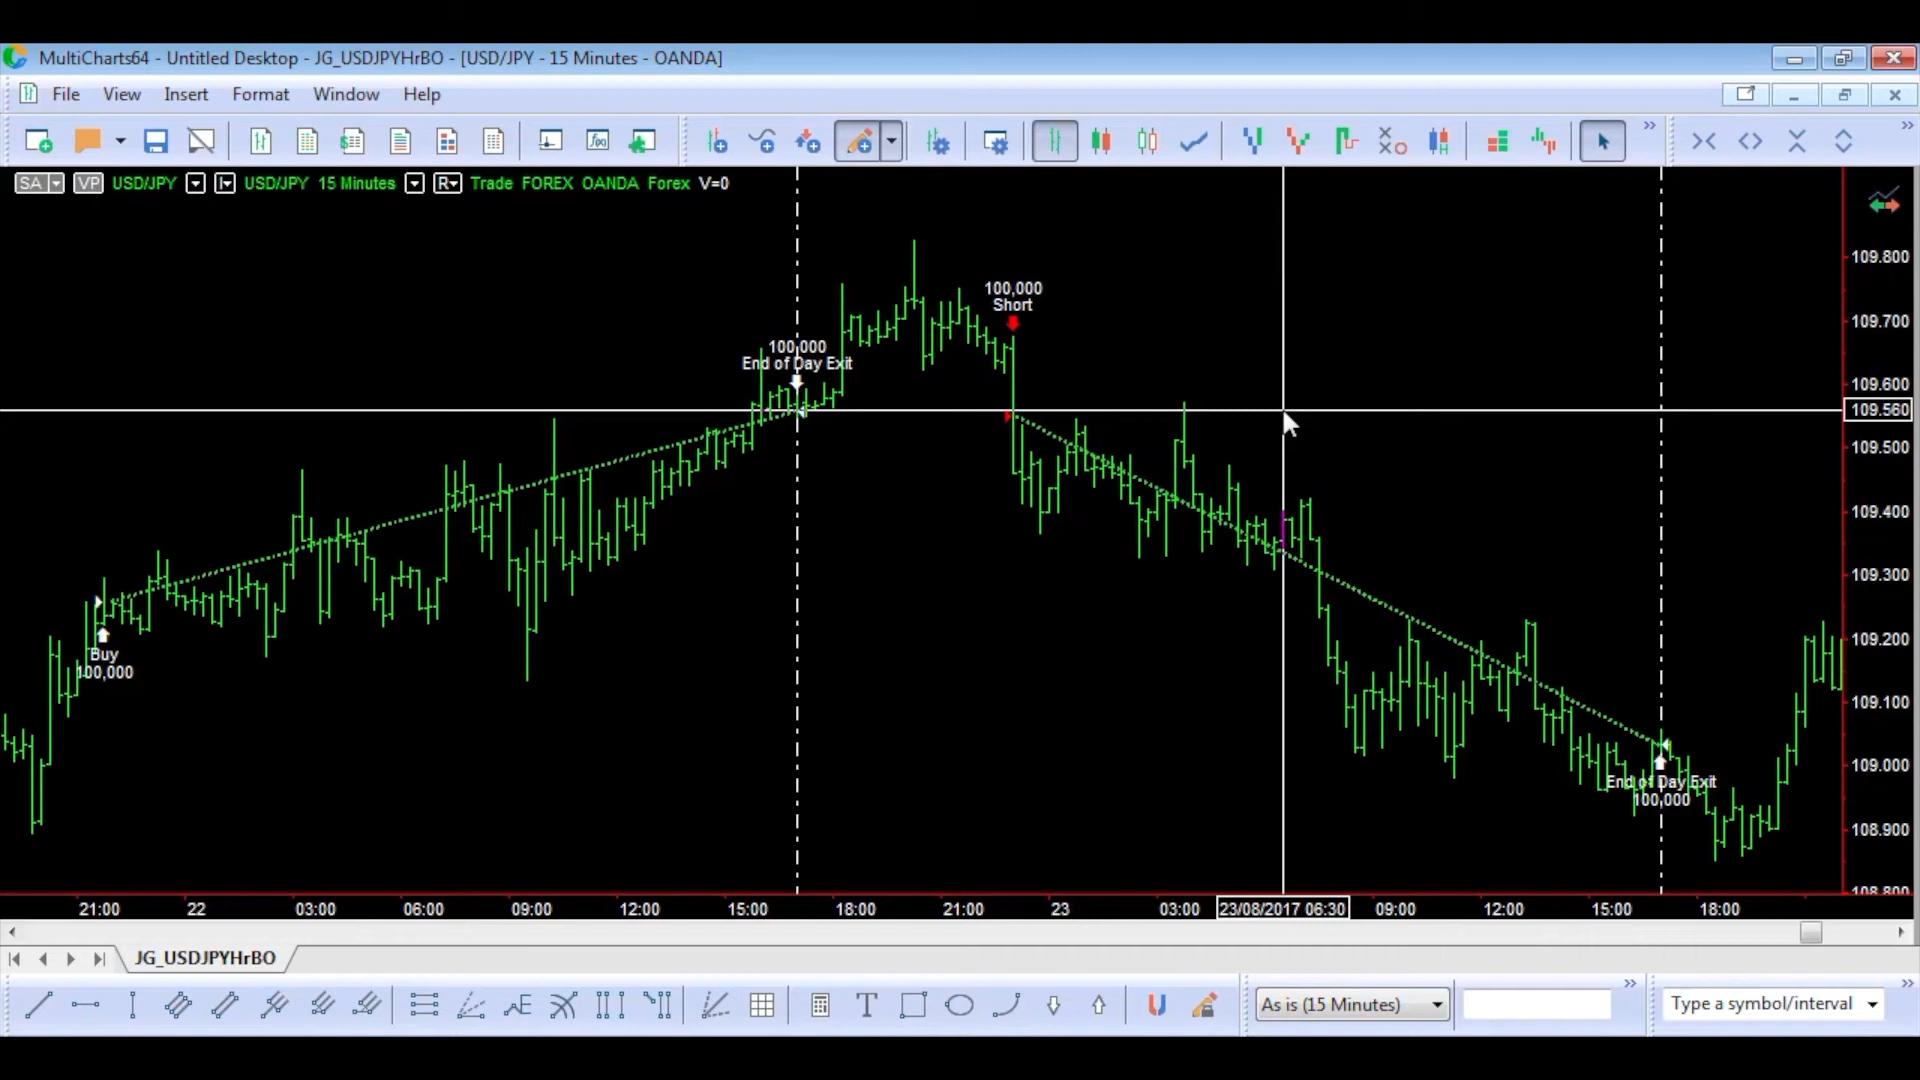 MultiCharts64 - Untitled Desktop - JG_USDJPYHrBO - [USD/JPY - 15 Minutes - OANDA]
File View Insert Format Window Help
SA VP USD/JPY USD/JPY 15 Minutes R Trade FOREX OANDA Forex V=0
109.800
100,000
Short
109.700
100,000
End of Day Exit
109.600
109.560
109.500
109.400
109.300
Buy
100,000
109.200
109.100
109.000
End of Day Exit
100,000
108.900
108.800
21:00 22 03:00 06:00 09:00 12:00 15:00 18:00 21:00 23 03:00 23/08/2017 06:30 09:00 12:00 15:00 18:00
JG_USDJPYHrBO
As is (15 Minutes) Type a symbol/interval